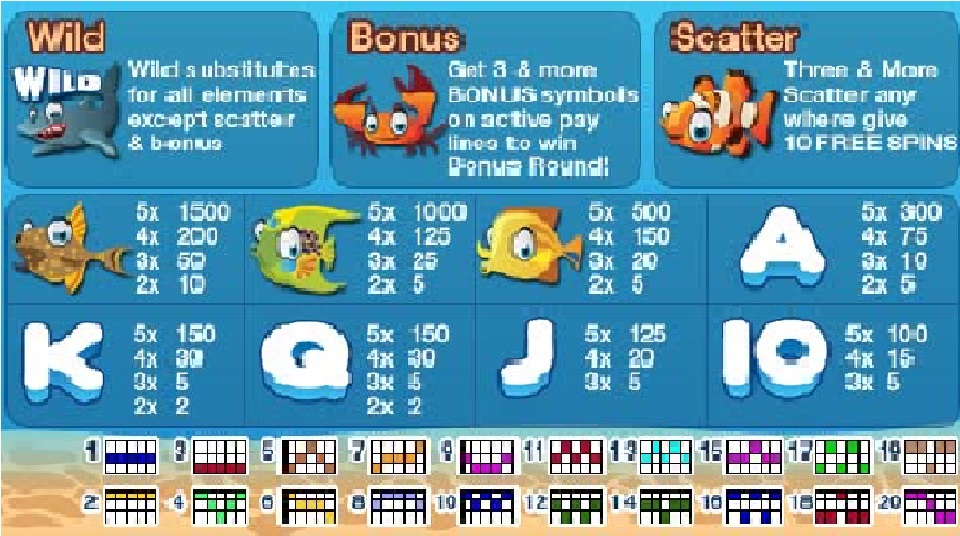 Wild
WILD
Wild substitutes
for all elements
except scatter
& bonus
Bonus
Get 3 & more
BONUS symbols
on active pay
lines to win
Bonus Round!
Scatter
Three & More
Scatter any
where give
10 FREE SPINS
5x 1500
4x 200
3x 50
2x 10
5x 1000
4x 125
3x 25
2x 5
5x 500
4x 150
3x 20
2x 5
A
5x 300
4x 75
3x 10
2x 5
K
5x 150
4x 30
3x 5
2x 2
Q
5x 150
4x 30
3x 5
2x 2
J
5x 125
4x 20
3x 5
10
5x 100
4x 15
3x 5
1 3 5 7 9 11 13 15 17 19
2 4 6 8 10 12 14 16 18 20